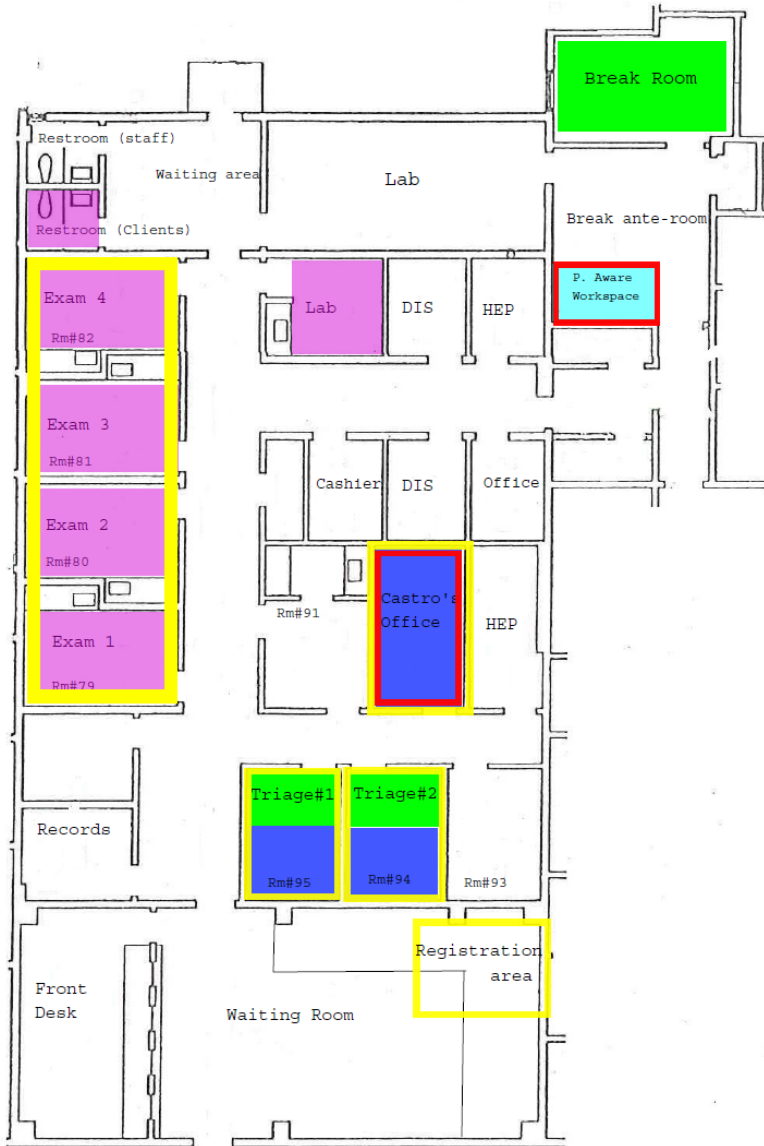 Break Room
Restroom (staff)
Waiting area
Lab
Break ante-room
Restroom (Clients)
P. Aware
Workspace
Exam 4
Lab
DIS
HEP
Rm#82
Exam 3
Rm#81
Cashier
DIS
Office
Exam 2
Rm#80
Castro's
Office
Rm#91
HEP
Exam 1
Rm#79
Triage#1
Triage#2
Records
Rm#95
Rm#94
Rm#93
Registration
area
Front
Desk
Waiting Room